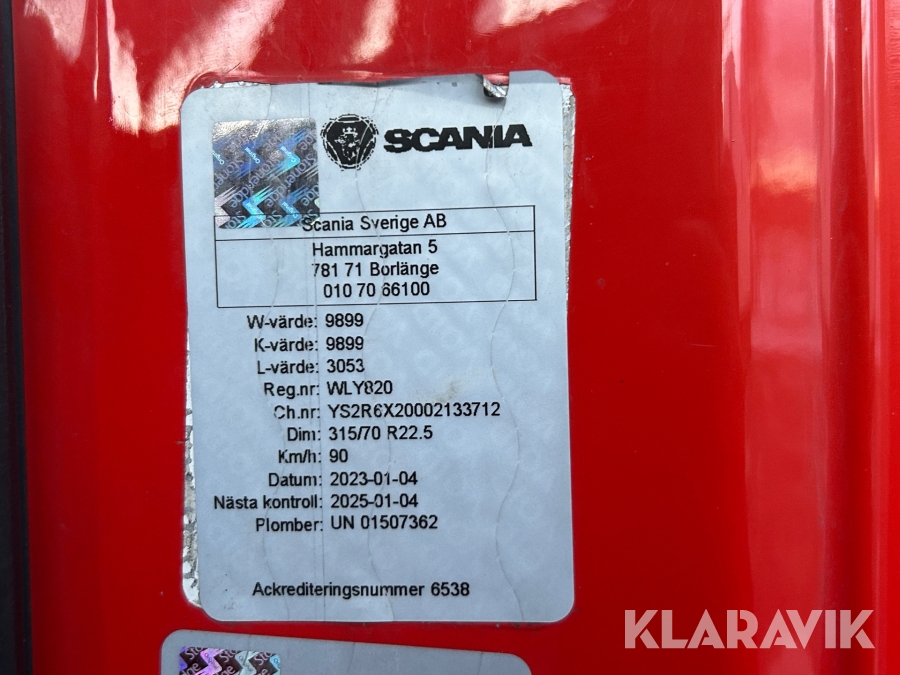 SCANIA
Scania Sverige AB
Hammargatan 5
781 71 Borlänge
010 70 66100
W-värde: 9899
K-värde: 9899
L-värde: 3053
Reg.nr: WLY820
Ch.nr: YS2R6X20002133712
Dim: 315/70 R22.5
Km/h: 90
Datum: 2023-01-04
Nästa kontroll: 2025-01-04
Plomber: UN 01507362
Ackrediteringsnummer 6538
KLARAVIK